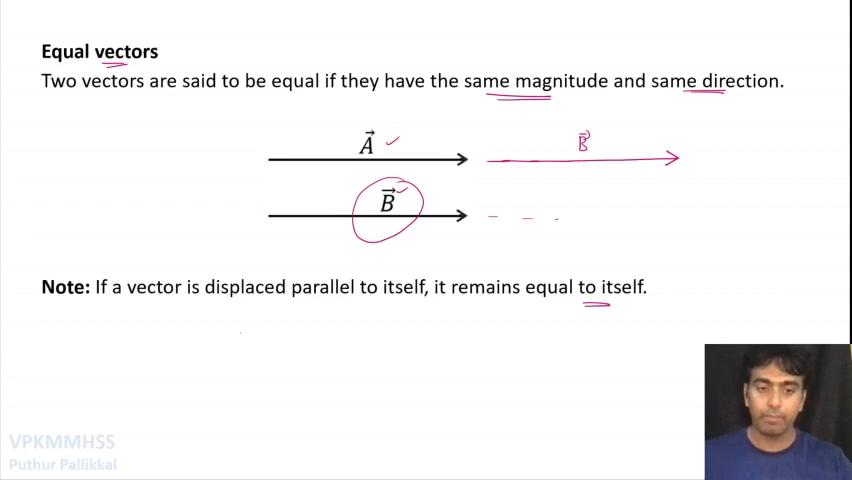 Equal vectors
Two vectors are said to be equal if they have the same magnitude and same direction.
A⃗ B⃗
B⃗
Note: If a vector is displaced parallel to itself, it remains equal to itself.
VPKMMHSS
Puthur Pallikkal